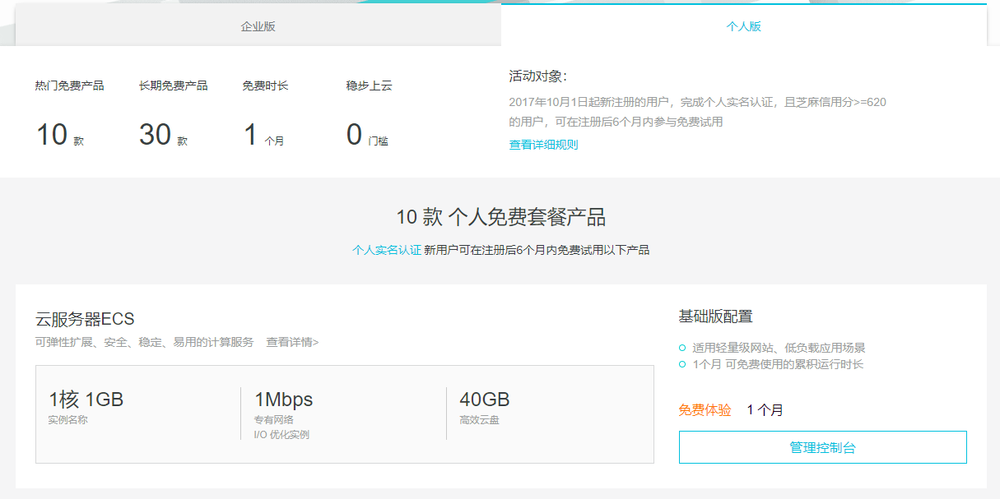 企业版
个人版
热门免费产品 长期免费产品 免费时长 稳步上云
10 款 30 款 1 个月 0 门槛
活动对象：
2017年10月1日起新注册的用户，完成个人实名认证，且芝麻信用分>=620
的用户，可在注册后6个月内参与免费试用
查看详细规则
10 款 个人免费套餐产品
个人实名认证 新用户可在注册后6个月内免费试用以下产品
云服务器ECS
可弹性扩展、安全、稳定、易用的计算服务 查看详情>
1核 1GB
实例名称
1Mbps
专有网络
I/O 优化实例
40GB
高效云盘
基础版配置
适用轻量级网站、低负载应用场景
1个月 可免费使用的累积运行时长
免费体验 1 个月
管理控制台